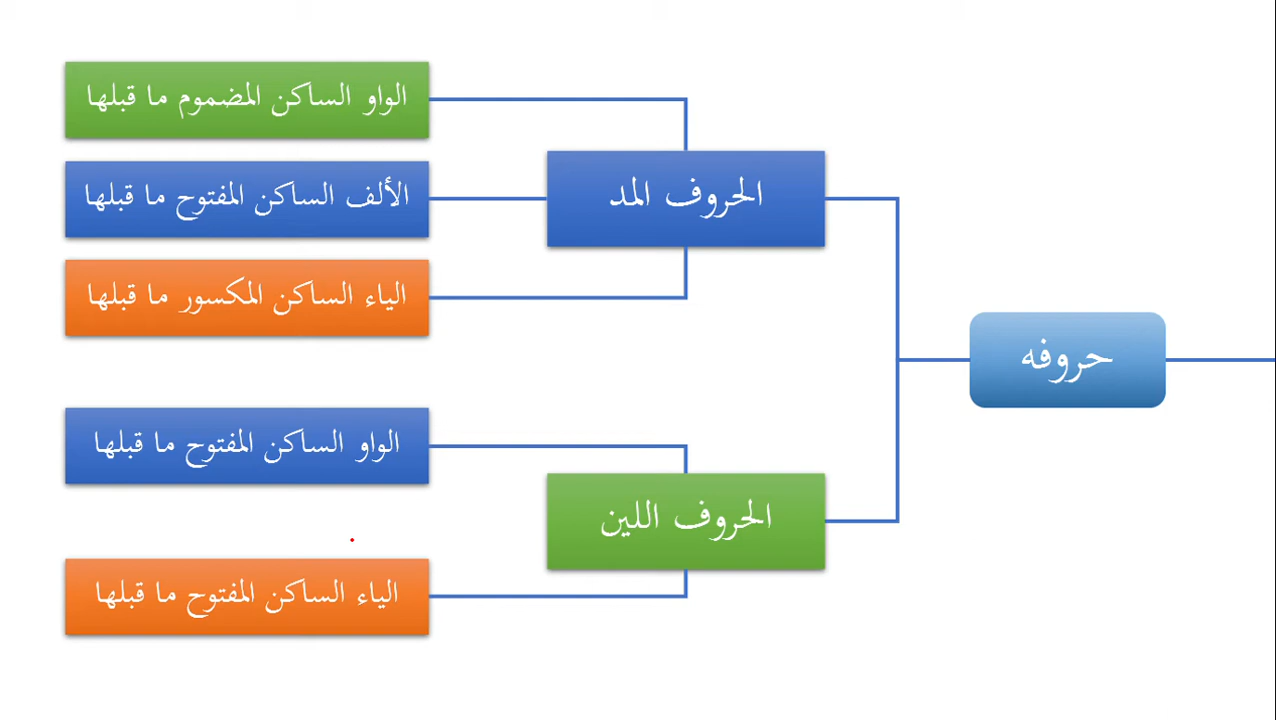 حروفه
الحروف المد
الواو الساكن المضموم ما قبلها
الألف الساكن المفتوح ما قبلها
الياء الساكن المكسور ما قبلها
الحروف اللين
الواو الساكن المفتوح ما قبلها
الياء الساكن المفتوح ما قبلها